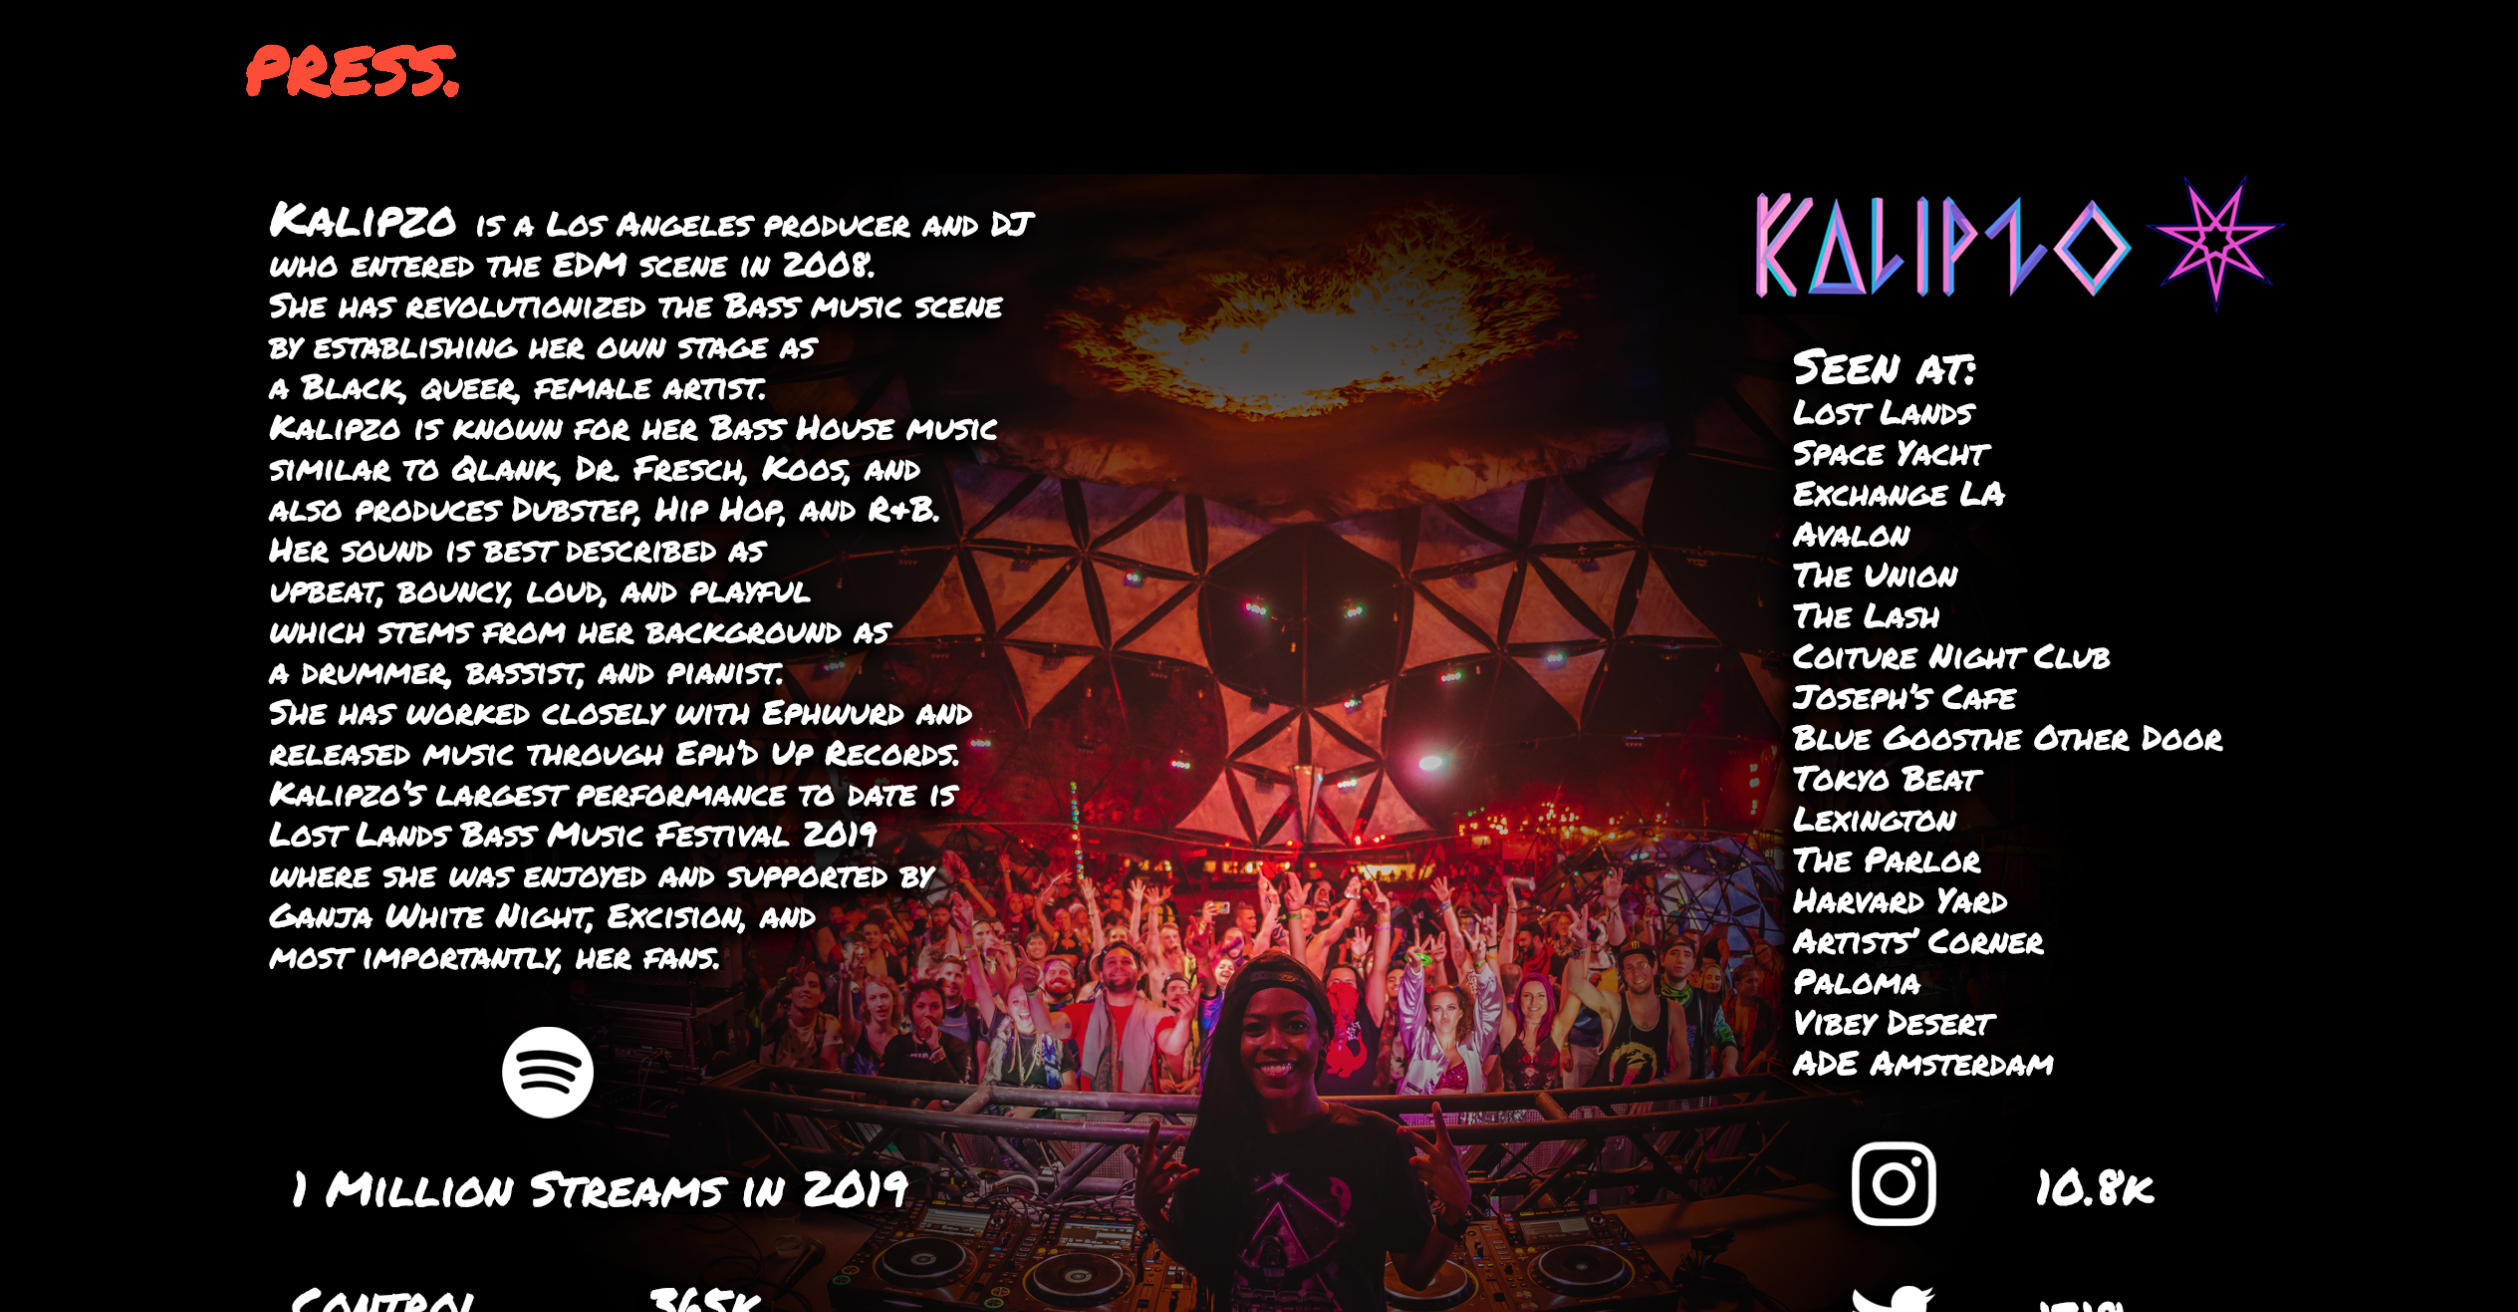 PRESS.
KALIPZO IS A LOS ANGELES PRODUCER AND DJ
WHO ENTERED THE EDM SCENE IN 2008.
SHE HAS REVOLUTIONIZED THE BASS MUSIC SCENE
BY ESTABLISHING HER OWN STAGE AS
A BLACK, QUEER, FEMALE ARTIST.
KALIPZO IS KNOWN FOR HER BASS HOUSE MUSIC
SIMILAR TO QLANK, DR. FRESCH, KOOS, AND
ALSO PRODUCES DUBSTEP, HIP HOP, AND R&B.
HER SOUND IS BEST DESCRIBED AS
UPBEAT, BOUNCY, LOUD, AND PLAYFUL
WHICH STEMS FROM HER BACKGROUND AS
A DRUMMER, BASSIST, AND PIANIST.
SHE HAS WORKED CLOSELY WITH EPHWURD AND
RELEASED MUSIC THROUGH EPH'D UP RECORDS.
KALIPZO'S LARGEST PERFORMANCE TO DATE IS
LOST LANDS BASS MUSIC FESTIVAL 2019
WHERE SHE WAS ENJOYED AND SUPPORTED BY
GANJA WHITE NIGHT, EXCISION, AND
MOST IMPORTANTLY, HER FANS.
1 MILLION STREAMS IN 2019
CONTROL 365K
KALIPZO
SEEN AT:
LOST LANDS
SPACE YACHT
EXCHANGE LA
AVALON
THE UNION
THE LASH
COITURE NIGHT CLUB
JOSEPH'S CAFE
BLUE GOOSTHE OTHER DOOR
TOKYO BEAT
LEXINGTON
THE PARLOR
HARVARD YARD
ARTISTS' CORNER
PALOMA
VIBEY DESERT
ADE AMSTERDAM
10.8K